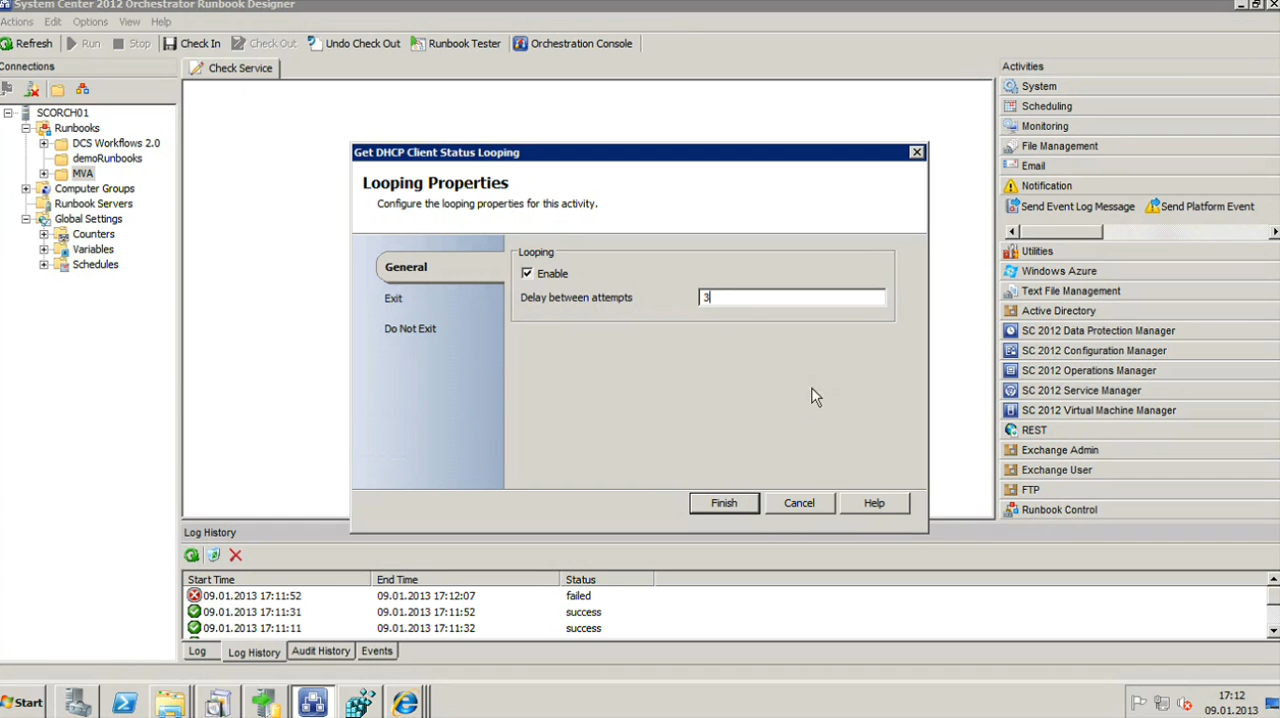 System Center 2012 Orchestrator Runbook Designer
Actions Edit Options View Help
Refresh Run Stop Check In Check Out Undo Check Out Runbook Tester Orchestration Console
Connections
SCORCH01
Runbooks
DCS Workflows 2.0
demoRunbooks
MVA
Computer Groups
Runbook Servers
Global Settings
Counters
Variables
Schedules
Check Service
Get DHCP Client Status Looping
Looping Properties
Configure the looping properties for this activity.
General
Exit
Do Not Exit
Looping
Enable
Delay between attempts 3
Finish Cancel Help
Activities
System
Scheduling
Monitoring
File Management
Email
Notification
Send Event Log Message Send Platform Event
Utilities
Windows Azure
Text File Management
Active Directory
SC 2012 Data Protection Manager
SC 2012 Configuration Manager
SC 2012 Operations Manager
SC 2012 Service Manager
SC 2012 Virtual Machine Manager
REST
Exchange Admin
Exchange User
FTP
Runbook Control
Log History
Start Time End Time Status
09.01.2013 17:11:52 09.01.2013 17:12:07 failed
09.01.2013 17:11:31 09.01.2013 17:11:52 success
09.01.2013 17:11:11 09.01.2013 17:11:32 success
Log Log History Audit History Events
Start
17:12
09.01.2013